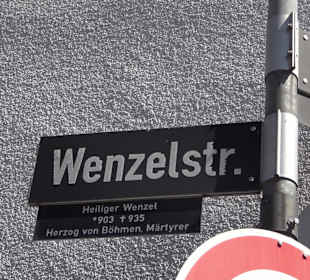 Wenzelstr.
Heiliger Wenzel
*903 ✝935
Herzog von Böhmen, Märtyrer